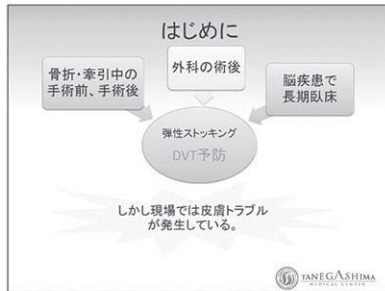 はじめに
骨折・牽引中の
手術前、手術後
外科の術後
脳疾患で
長期臥床
弾性ストッキング
DVT予防
しかし現場では皮膚トラブル
が発生している。
TANEGASHIMA
MEDICAL CENTER